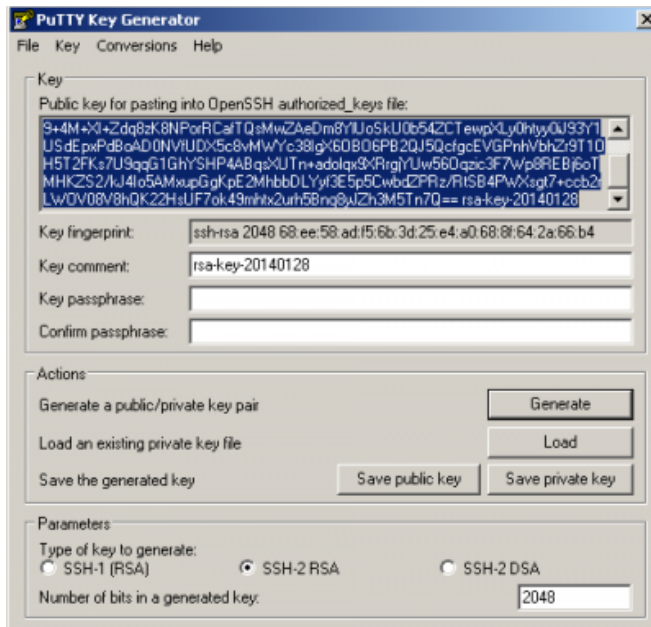 PuTTY Key Generator
File Key Conversions Help
Key
Public key for pasting into OpenSSH authorized_keys file:
LWOV08V8hQK22HsUF7ok49mhtx2urh5Bnq8yJZh3M5Tn7Q== rsa-key-20140128
Key fingerprint: ssh-rsa 2048 68:ee:58:ad:f5:6b:3d:25:e4:a0:68:8f:64:2a:66:b4
Key comment: rsa-key-20140128
Key passphrase:
Confirm passphrase:
Actions
Generate a public/private key pair Generate
Load an existing private key file Load
Save the generated key Save public key Save private key
Parameters
Type of key to generate:
SSH-1 (RSA) SSH-2 RSA SSH-2 DSA
Number of bits in a generated key: 2048